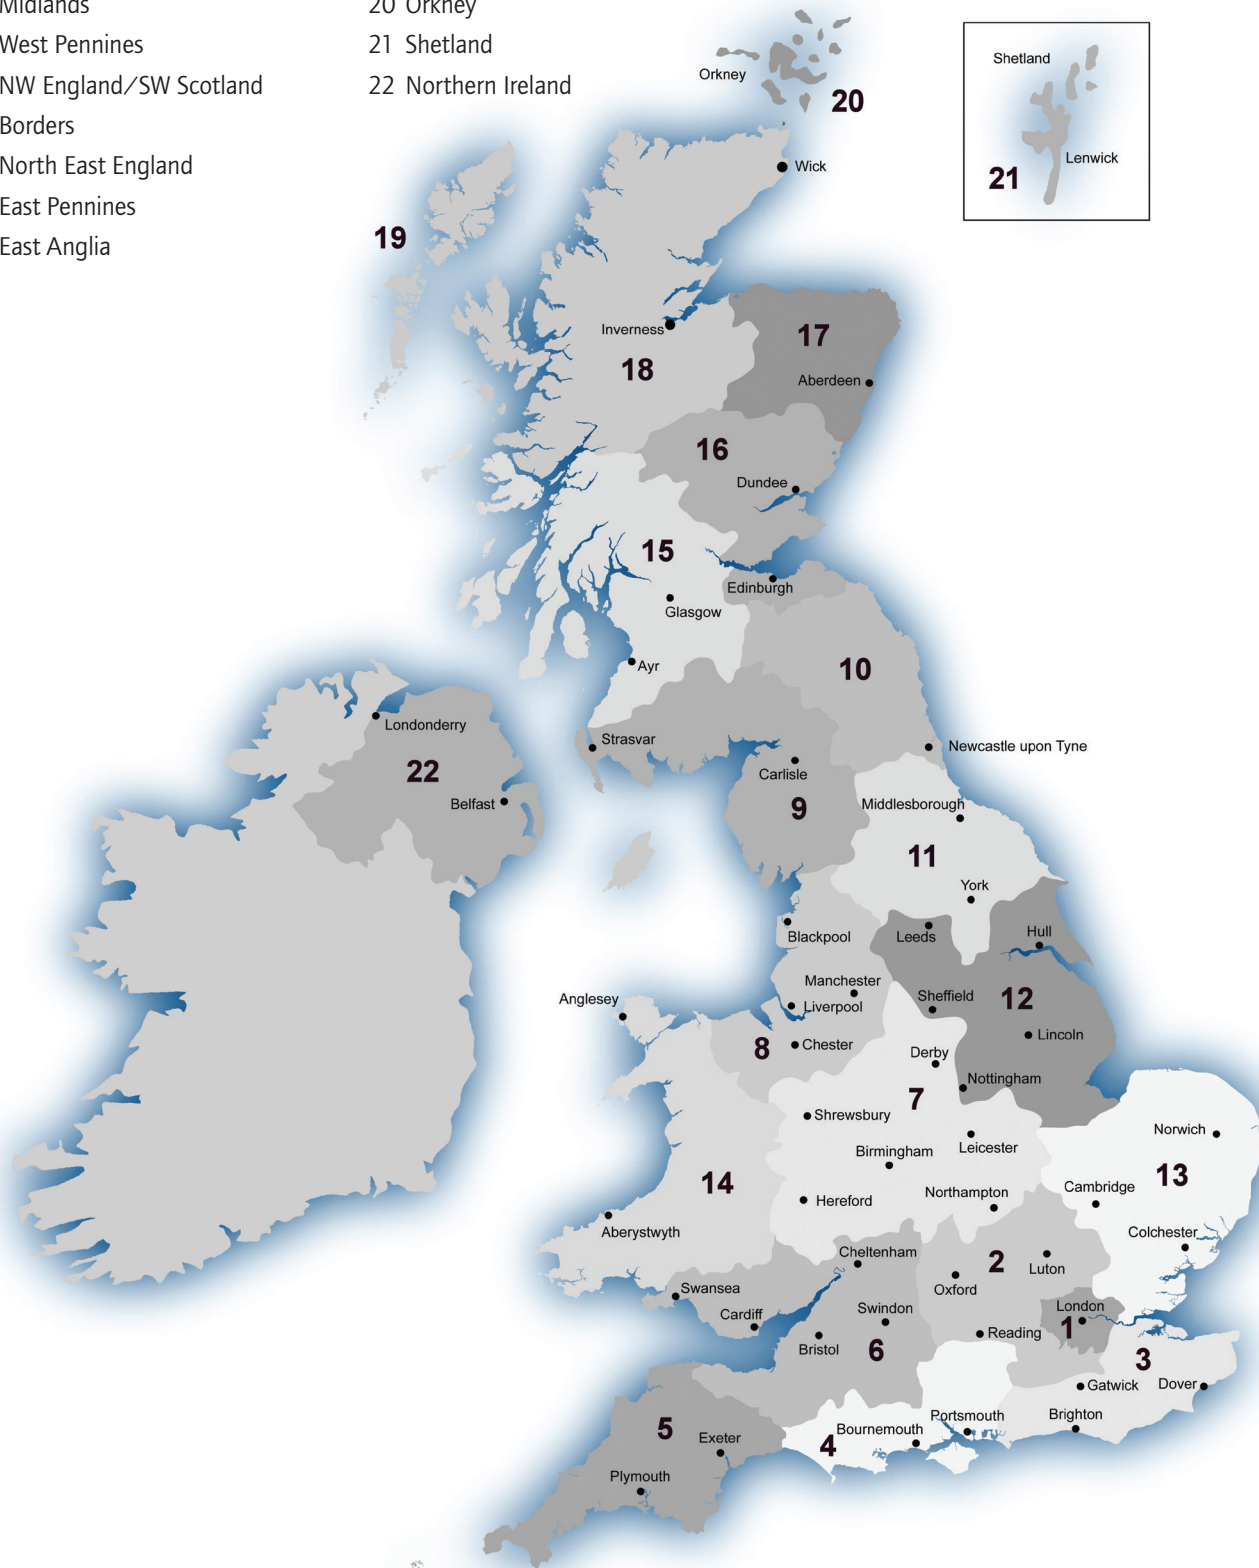 Midlands
West Pennines
NW England/SW Scotland
Borders
North East England
East Pennines
East Anglia
20 Orkney
21 Shetland
22 Northern Ireland
Orkney
20
Shetland
Lenwick
21
Wick
19
Inverness
18
17
Aberdeen
16
Dundee
15
Edinburgh
Glasgow
Ayr
10
Londonderry
22
Belfast
Strasvar
Newcastle upon Tyne
Carlisle
9
Middlesborough
11
York
Blackpool
Leeds
Hull
Manchester
Liverpool
Sheffield
12
Anglesey
8
Chester
Lincoln
Derby
Nottingham
7
Shrewsbury
Leicester
Birmingham
Norwich
13
14
Hereford
Northampton
Cambridge
Aberystwyth
Colchester
Cheltenham
2
Luton
Oxford
Swansea
Cardiff
Swindon
London
1
Bristol
6
Reading
3
Gatwick
Dover
5
Exeter
4
Bournemouth
Portsmouth
Brighton
Plymouth